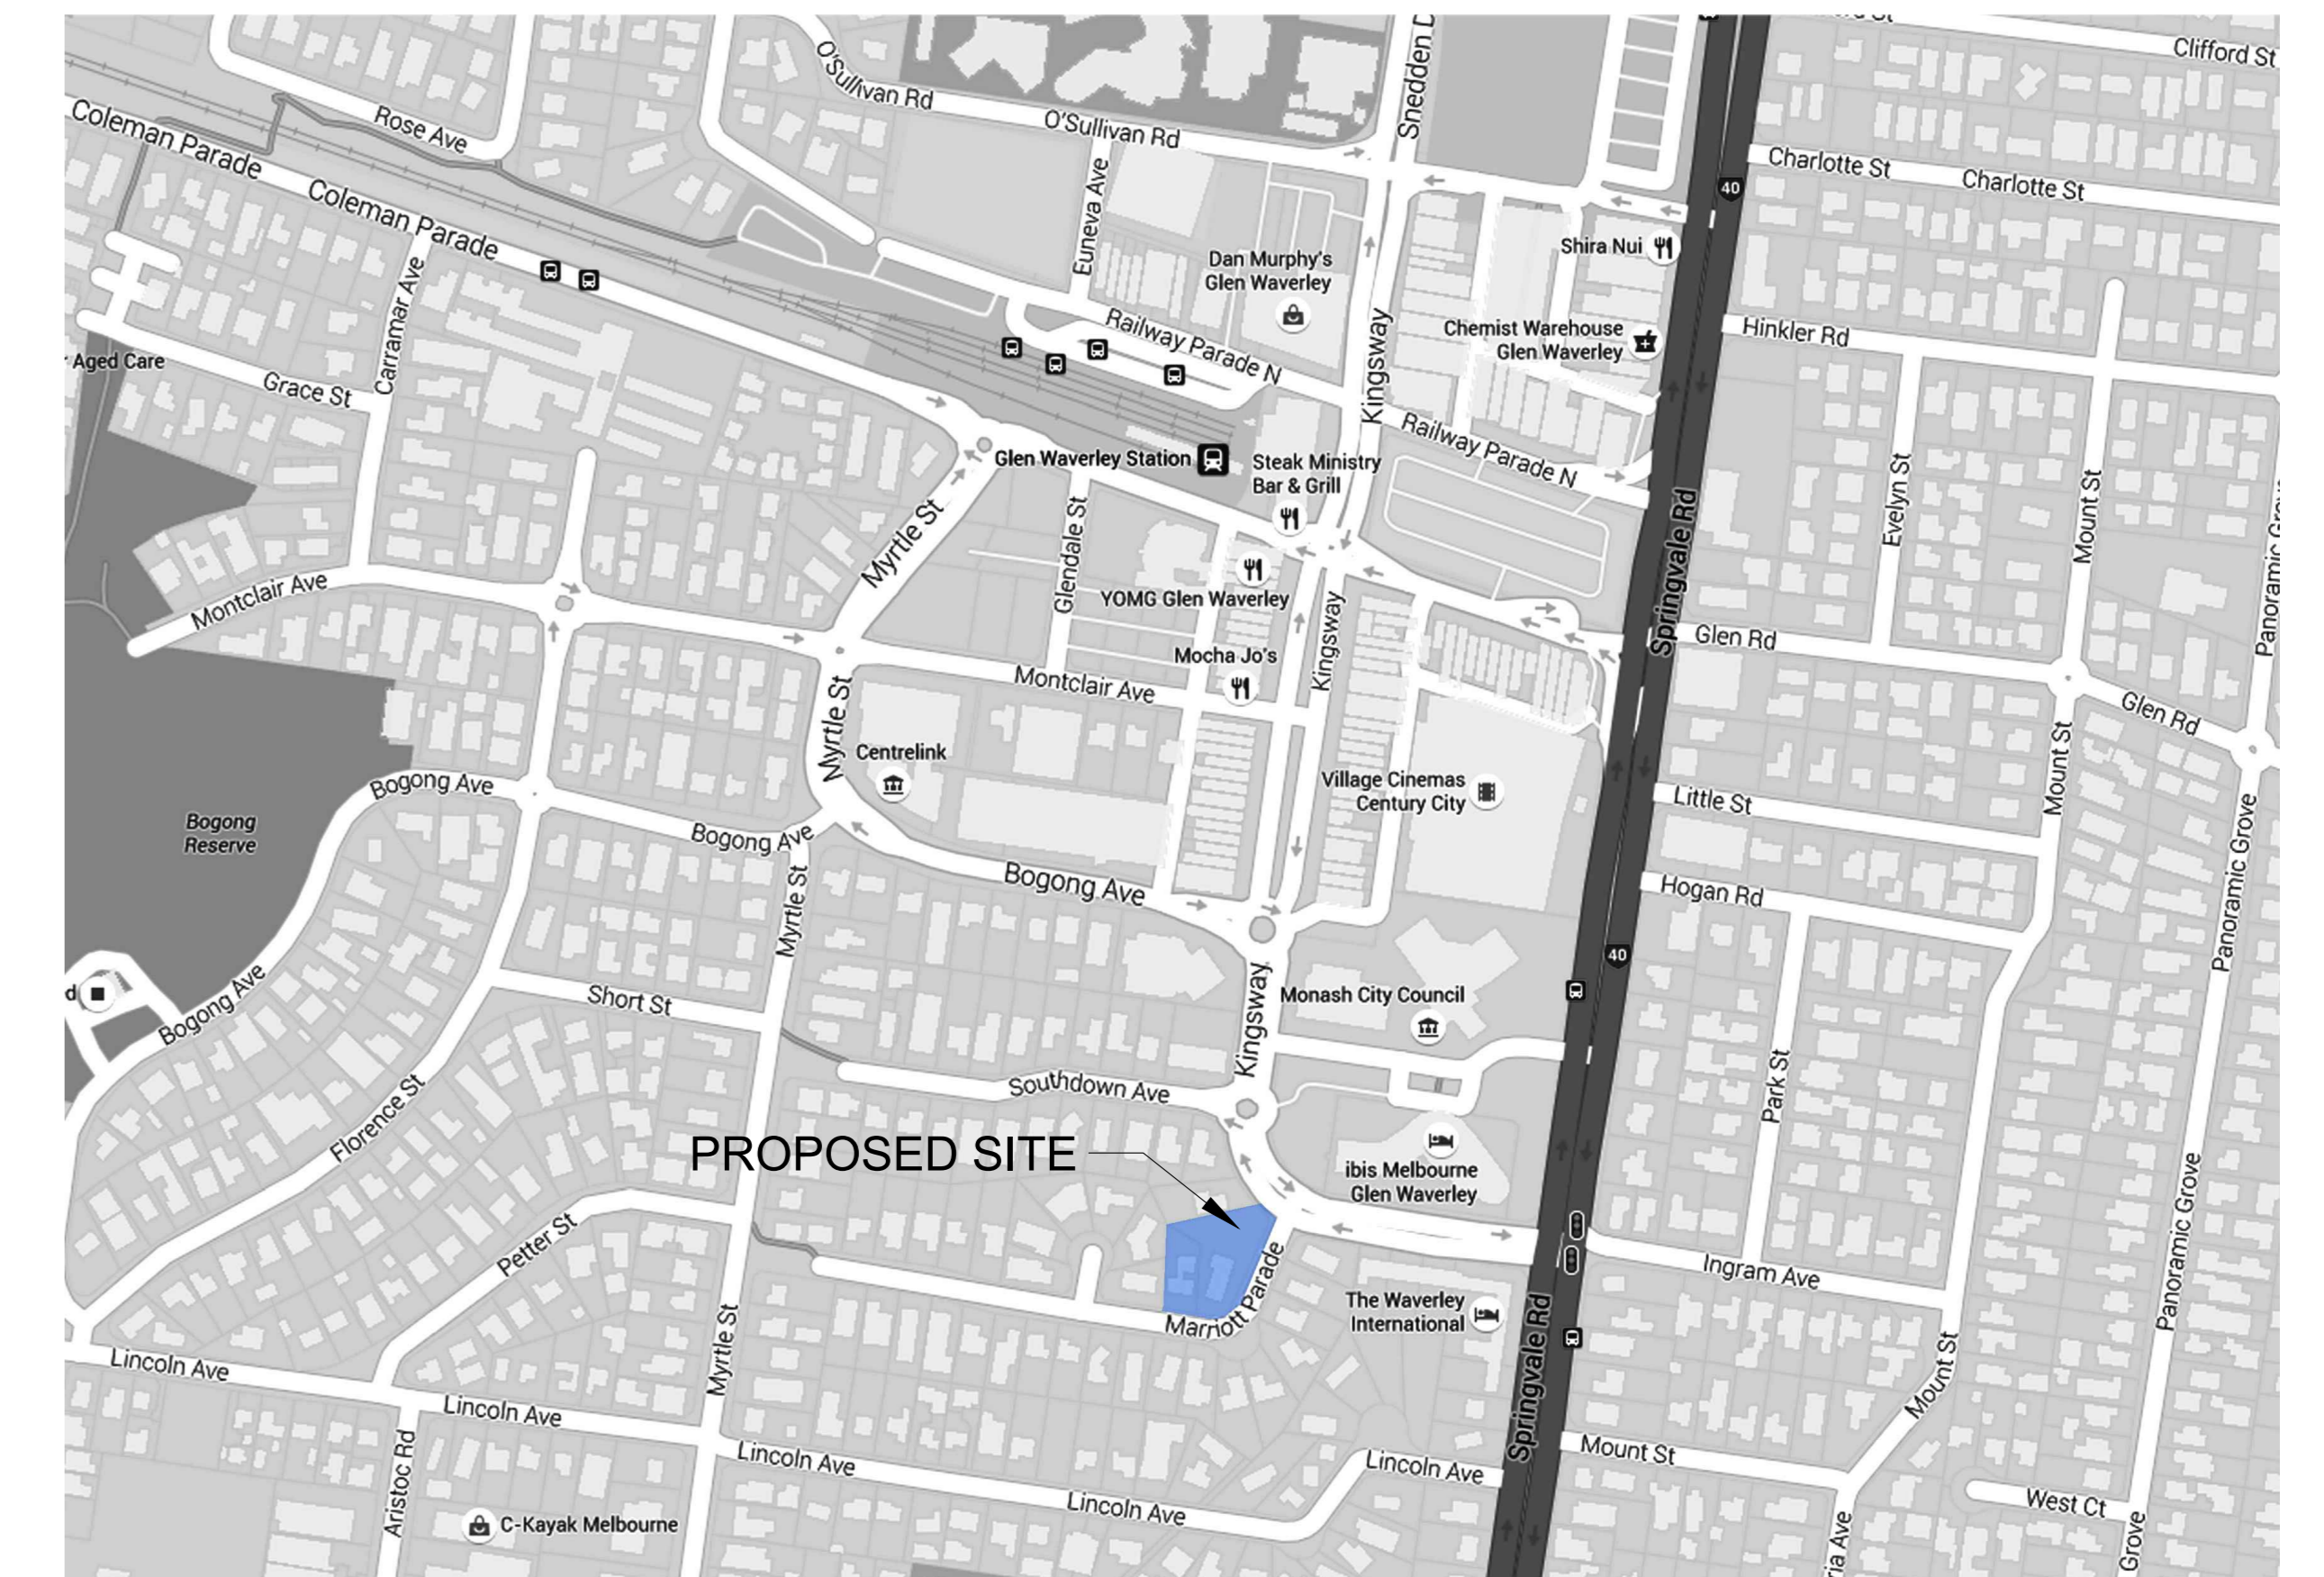 Clifford St
O'Sullivan Rd
O'Sullivan Rd
Rose Ave
Coleman Parade
Coleman Parade
Euneva Ave
Charlotte St
Charlotte St
40
Shira Nui
Dan Murphy's
Glen Waverley
Carramar Ave
Kingsway
Railway Parade N
Chemist Warehouse
Glen Waverley
Hinkler Rd
Aged Care
Grace St
Railway Parade N
Glen Waverley Station
Steak Ministry
Bar & Grill
Evelyn St
Mount St
Myrtle St
Glendale St
Montclair Ave
YOMG Glen Waverley
Kingsway
Springvale Rd
Glen Rd
Panoramic
Mocha Jo's
Montclair Ave
Myrtle St
Glen Rd
Mount St
Centrelink
Village Cinemas
Century City
Little St
Bogong Ave
Bogong
Reserve
Bogong Ave
Bogong Ave
Hogan Rd
Panoramic Grove
Myrtle St
40
Kingsway
Monash City Council
Bogong Ave
Short St
Southdown Ave
Park St
Florence St
PROPOSED SITE
ibis Melbourne
Glen Waverley
Petter St
Marriott Parade
Ingram Ave
Panoramic Grove
The Waverley
International
Springvale Rd
Myrtle St
Mount St
Lincoln Ave
Lincoln Ave
Lincoln Ave
Lincoln Ave
Mount St
Aristoc Rd
Lincoln Ave
West Ct
C-Kayak Melbourne
Ave
Grove